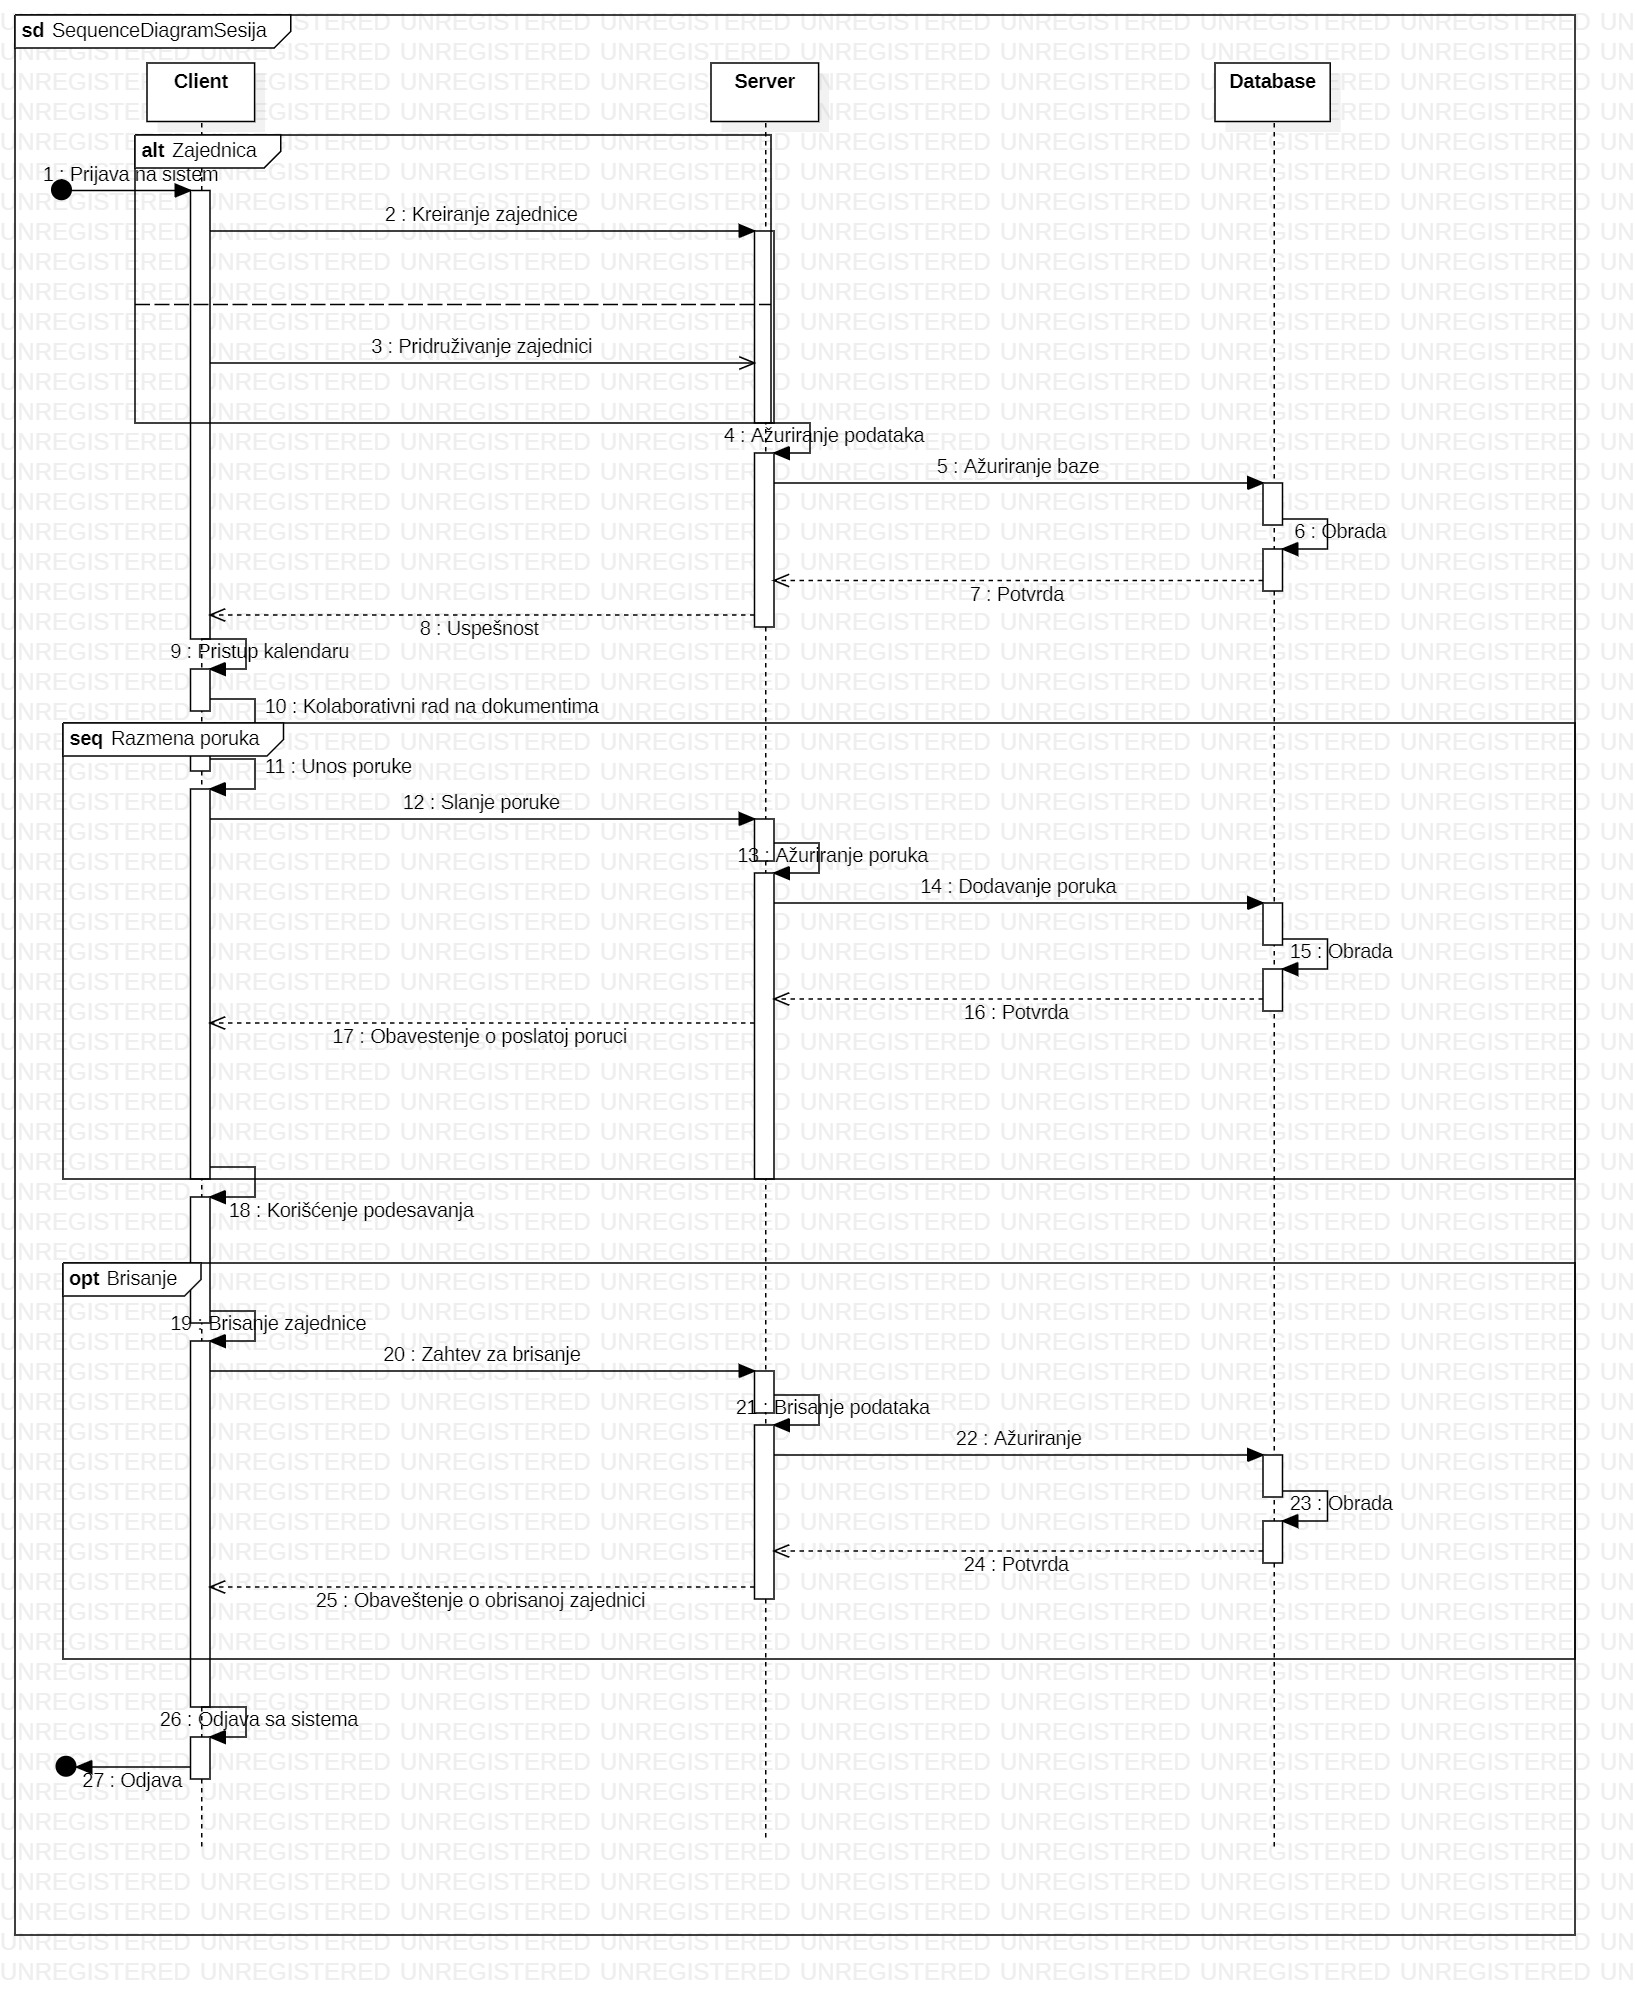 sd SequenceDiagramSesija
Client
Server
Database
alt Zajednica
1 : Prijava na sistem
2 : Kreiranje zajednice
3 : Pridruživanje zajednici
4 : Ažuriranje podataka
5 : Ažuriranje baze
6 : Obrada
7 : Potvrda
8 : Uspešnost
9 : Pristup kalendaru
10 : Kolaborativni rad na dokumentima
seq Razmena poruka
11 : Unos poruke
12 : Slanje poruke
13 : Ažuriranje poruka
14 : Dodavanje poruka
15 : Obrada
16 : Potvrda
17 : Obavestenje o poslatoj poruci
18 : Korišćenje podesavanja
opt Brisanje
19 : Brisanje zajednice
20 : Zahtev za brisanje
21 : Brisanje podataka
22 : Ažuriranje
23 : Obrada
24 : Potvrda
25 : Obaveštenje o obrisanoj zajednici
26 : Odjava sa sistema
27 : Odjava
UNREGISTERED